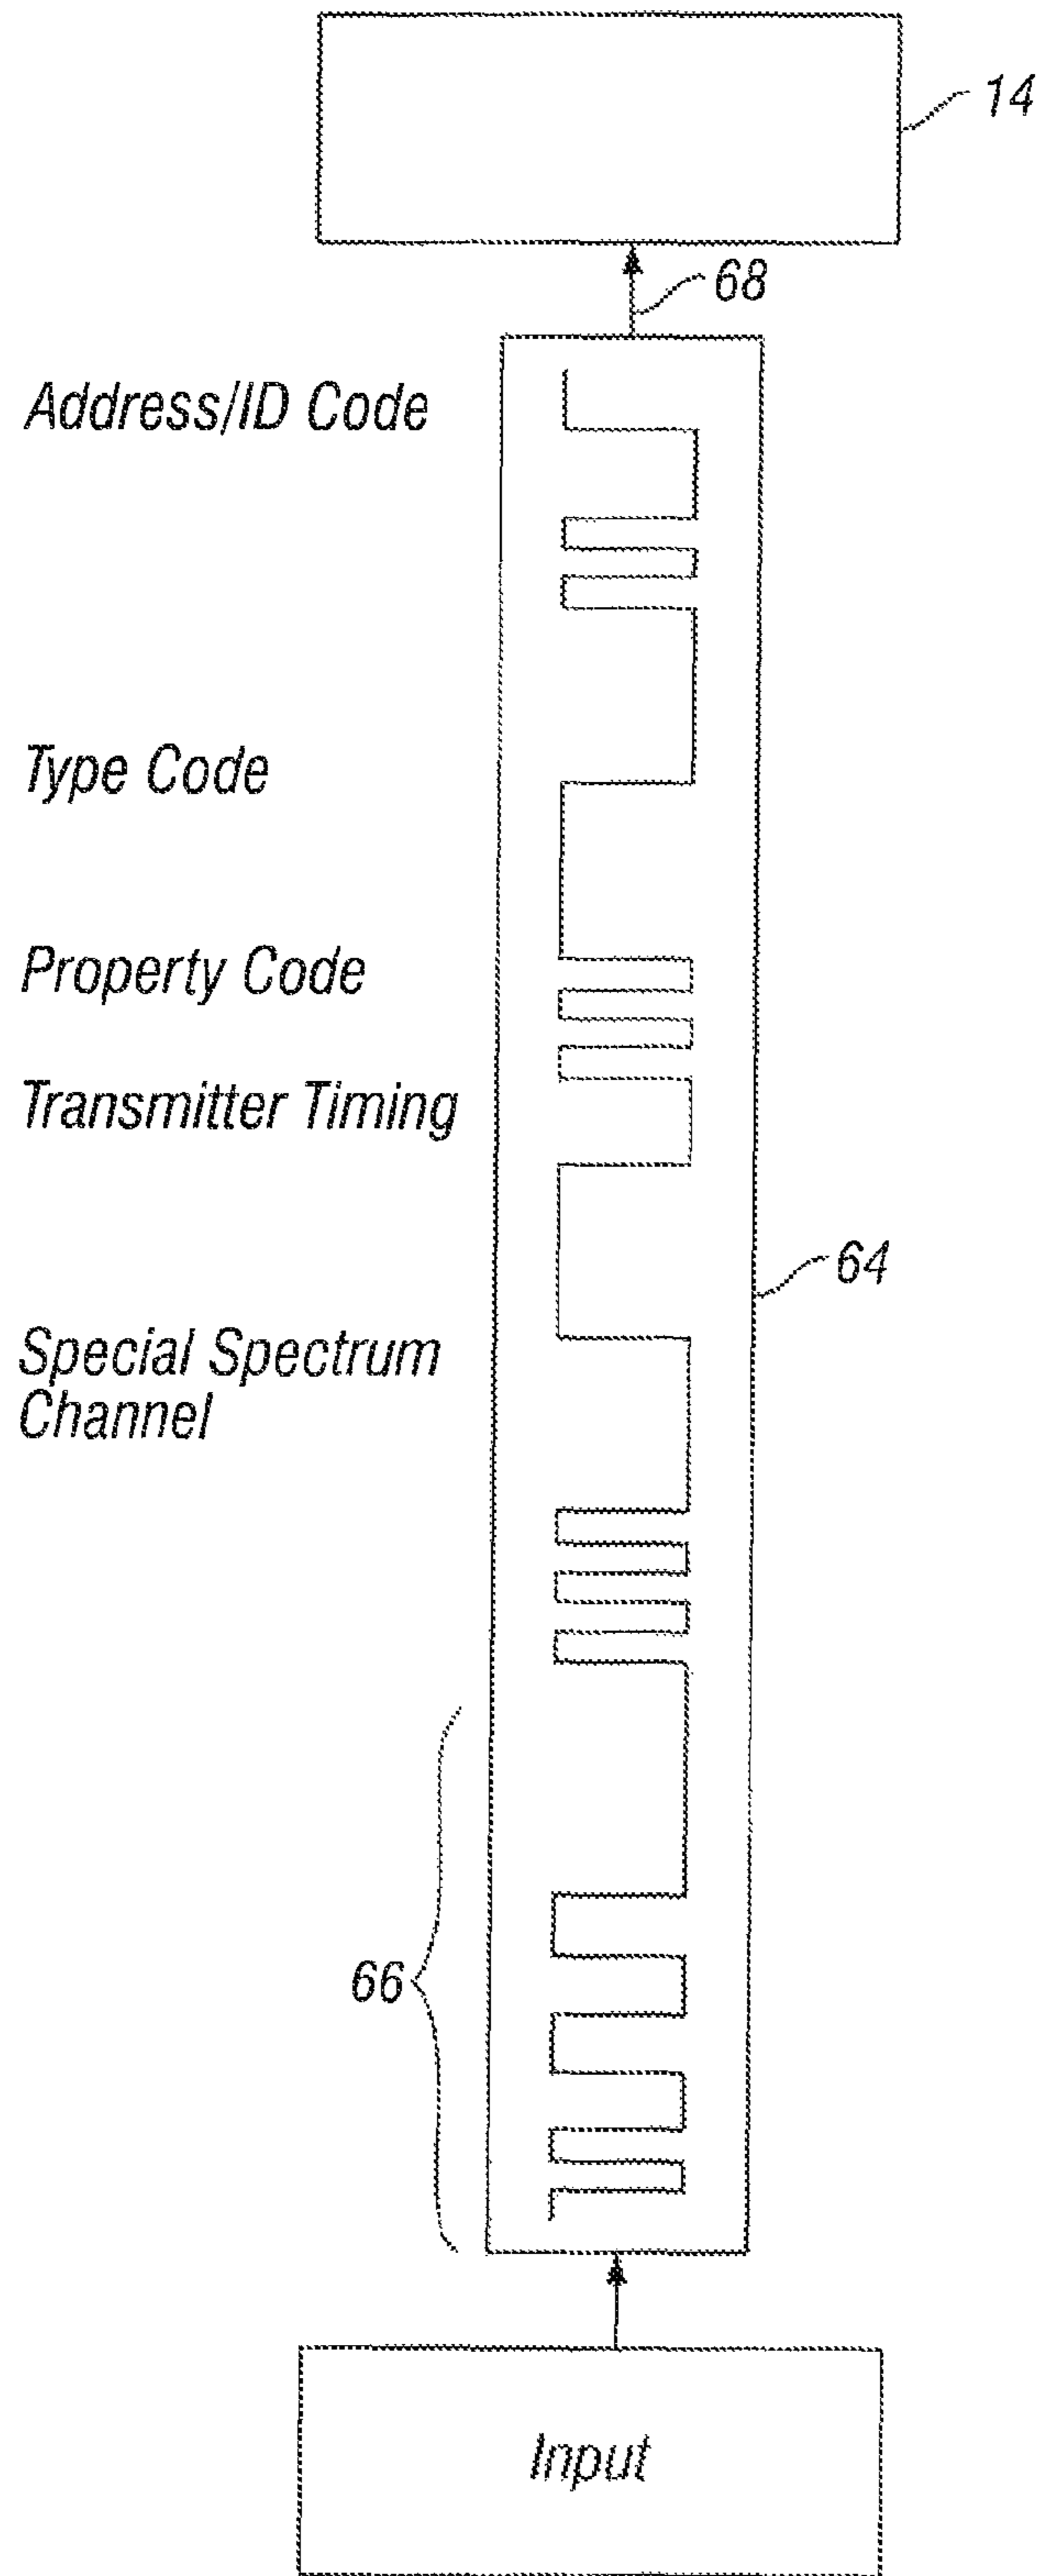 14
68
Address/ID Code
Type Code
Property Code
Transmitter Timing
64
Special Spectrum
Channel
66
Input